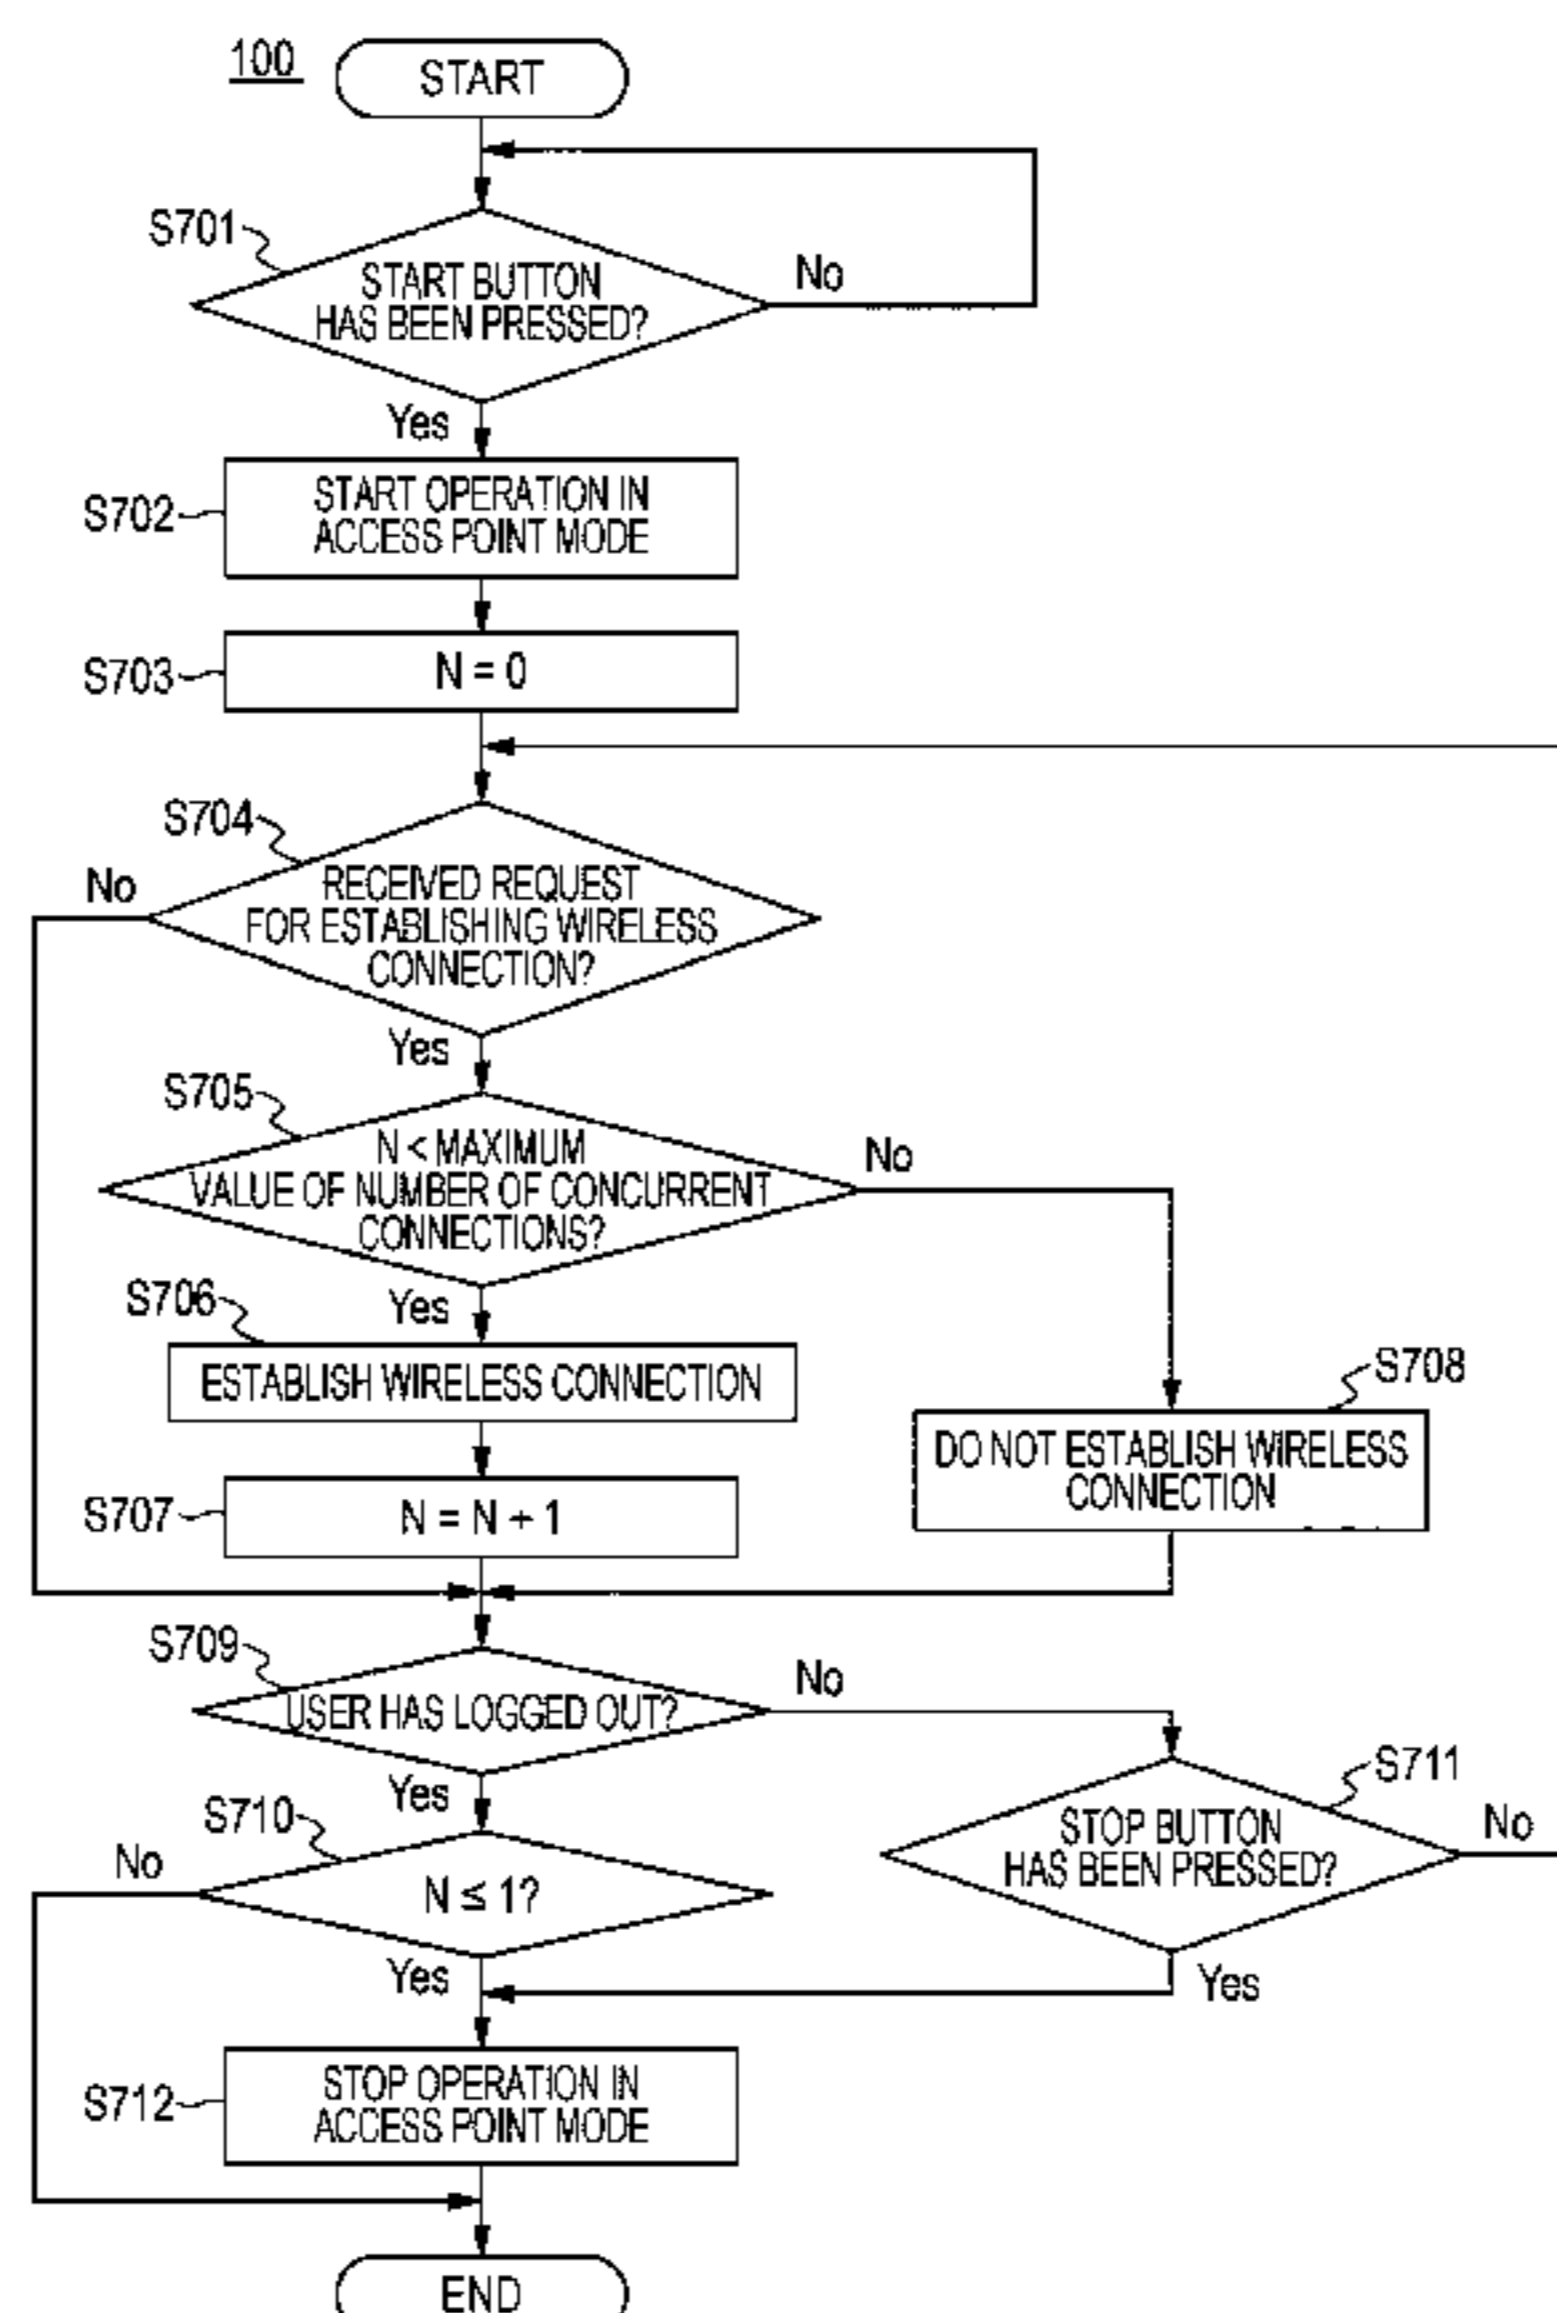 100
START
S701
START BUTTON
HAS BEEN PRESSED?
No
Yes
S702
START OPERATION IN
ACCESS POINT MODE
S703
N = 0
S704
No
RECEIVED REQUEST
FOR ESTABLISHING WIRELESS
CONNECTION?
Yes
S705
N < MAXIMUM
VALUE OF NUMBER OF CONCURRENT
CONNECTIONS?
No
Yes
S706
ESTABLISH WIRELESS CONNECTION
S708
DO NOT ESTABLISH WIRELESS
CONNECTION
S707
N = N + 1
S709
USER HAS LOGGED OUT?
No
Yes
S711
STOP BUTTON
HAS BEEN PRESSED?
No
Yes
S710
No
N ≤ 1?
Yes
S712
STOP OPERATION IN
ACCESS POINT MODE
END